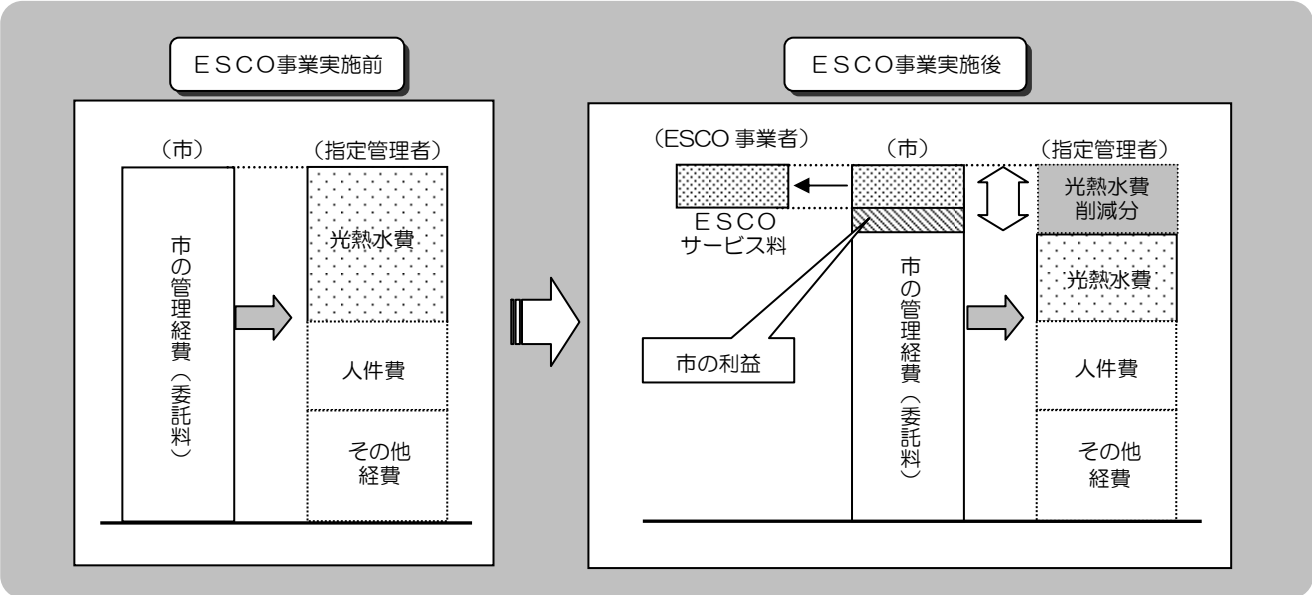 ＥＳＣＯ事業実施前
（市）
（指定管理者）
市の管理経費（委託料）
光熱水費
人件費
その他
経費
ＥＳＣＯ事業実施後
（ESCO 事業者）
（市）
（指定管理者）
ＥＳＣＯ
サービス料
市の利益
市の管理経費（委託料）
光熱水費
削減分
光熱水費
人件費
その他
経費